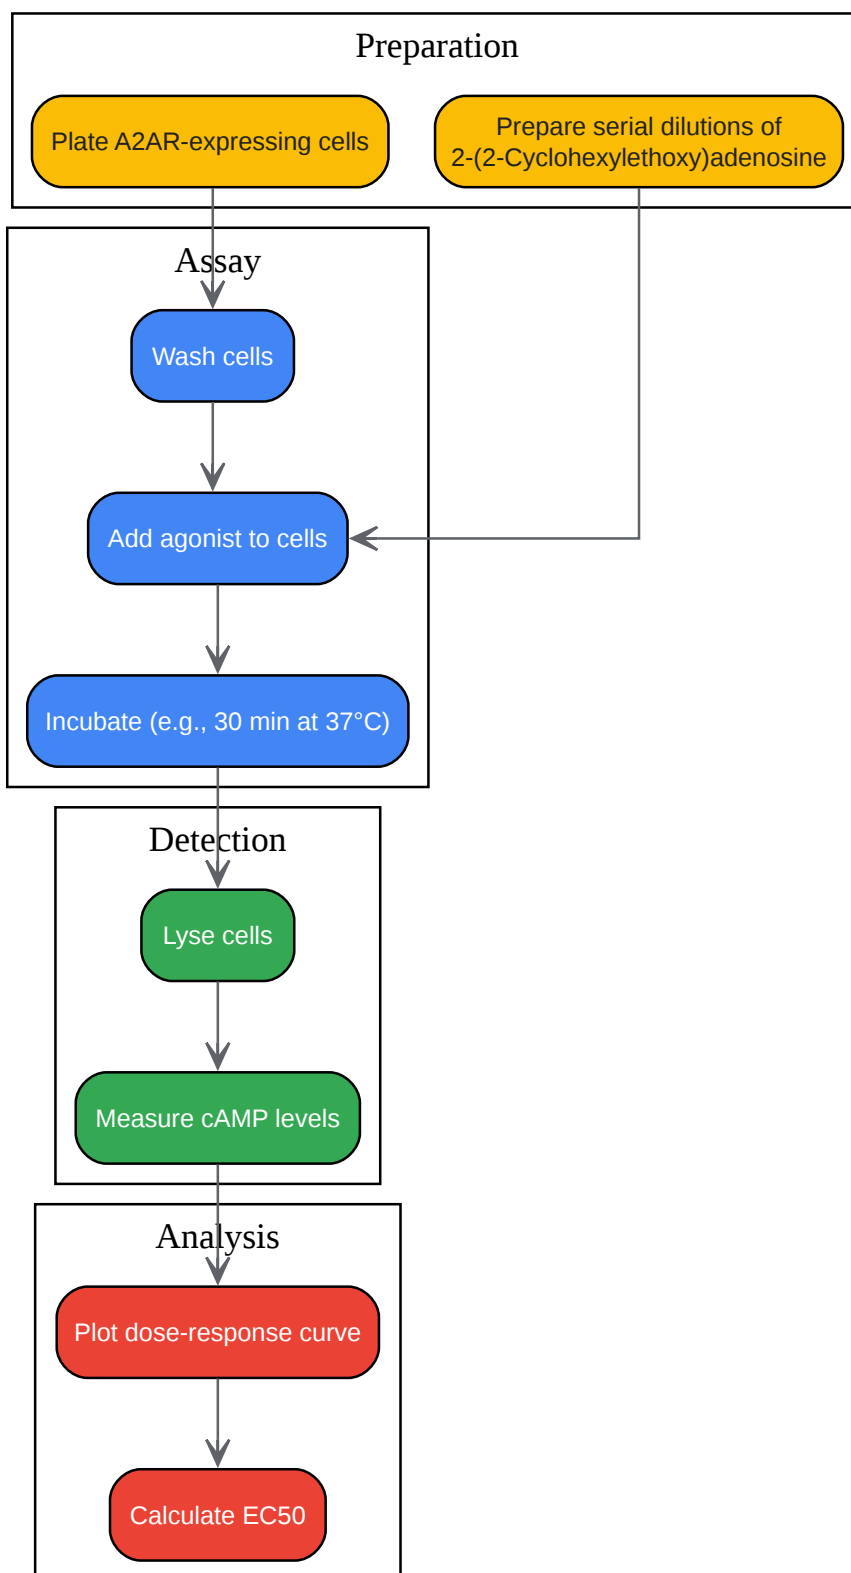 Preparation
Plate A2AR-expressing cells
Prepare serial dilutions of
2-(2-Cyclohexylethoxy)adenosine
Assay
Wash cells
Add agonist to cells
Incubate (e.g., 30 min at 37°C)
Detection
Lyse cells
Measure cAMP levels
Analysis
Plot dose-response curve
Calculate EC50